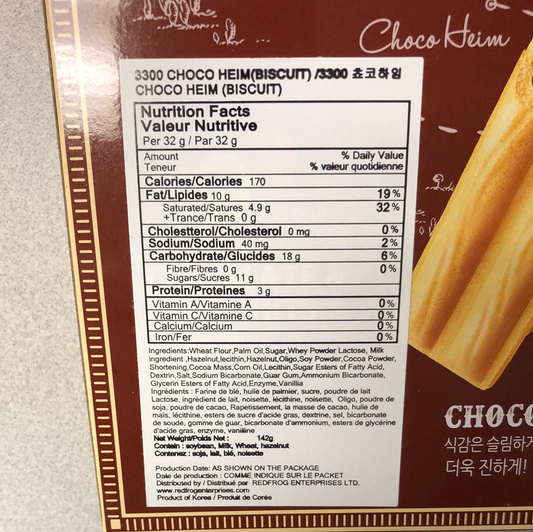 Choco Heim
3300 CHOCO HEIM(BISCUIT) /3300 쵸코하임
CHOCO HEIM (BISCUIT)
Nutrition Facts
Valeur Nutritive
Per 32 g / Par 32 g
Amount % Daily Value
Teneur % valeur quotidienne
Calories/Calories 170
Fat/Lipides 10 g 19%
Saturated/Satures 4.9 g 32%
+Trance/Trans 0 g
Cholestterol/Cholesterol 0 mg 0%
Sodium/Sodium 40 mg 2%
Carbohydrate/Glucides 18 g 6%
Fibre/Fibres 0 g 0%
Sugars/Sucres 11 g
Protein/Proteines 3 g
Vitamin A/Vitamine A 0%
Vitamin C/Vitamine C 0%
Calcium/Calcium 0%
Iron/Fer 0%
Ingredients:Wheat Flour,Palm Oil,Sugar,Whey Powder Lactose, Milk
ingredient ,Hazelnut,lecithin,Hazelnut,Oligo,Soy Powder,Cocoa Powder,
Shortening,Cocoa Mass,Corn Oil,Lecithin,Sugar Esters of Fatty Acid,
Dextrin,Salt,Sodium Bicarbonate,Guar Gum,Ammonium Bicarbonate,
Glycerin Esters of Fatty Acid,Enzyme,Vanillia
Ingrédients : Farine de blé, huile de palmier, sucre, poudre de lait
Lactose, ingrédient de lait, noisette, lécithine, noisette, Oligo, poudre de
soja, poudre de cacao, Rapetissement, la masse de cacao, huile de
maïs, lécithine, esters de sucre d'acide gras, dextrine, sel, bicarbonate
de soude, gomme de guar, bicarbonate d'ammonium, esters de glycérine
d'acide gras, enzyme, vaniliine
Net Weight/Poids Net : 142g
Contain : soybean, Milk, Wheat, hazelnut
Contenez : soja, lait, blé, noisette
Production Date: AS SHOWN ON THE PACKAGE
Date de production : COMME INDIQUE SUR LE PACKET
Distributed by / Distribué par REDFROG ENTERPRISES LTD.
www.redfrogenterprises.com
Product of Korea / Produit de Corée
CHOCO
식감은 슬림하게
더욱 진하게!